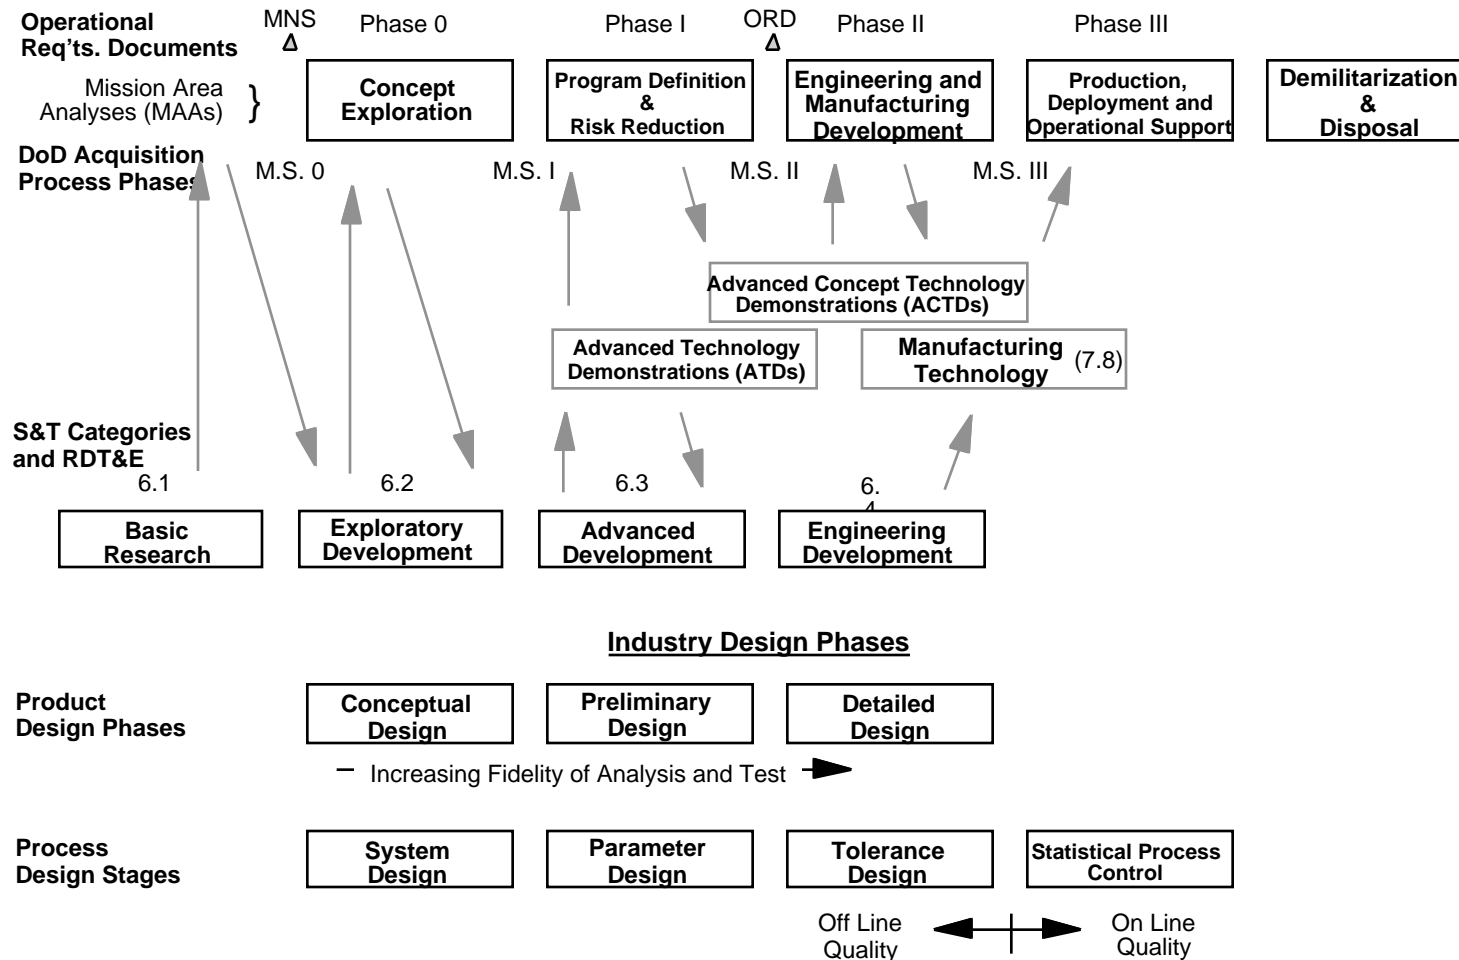 Operational
Req'ts. Documents
MNS
Phase 0
Phase I
ORD
Phase II
Phase III
Mission Area
Analyses (MAAs)
}
Concept
Exploration
Program Definition
&
Risk Reduction
Engineering and
Manufacturing
Development
Production,
Deployment and
Operational Support
Demilitarization
&
Disposal
DoD Acquisition
Process Phases
M.S. 0
M.S. I
M.S. II
M.S. III
Advanced Concept Technology
Demonstrations (ACTDs)
Advanced Technology
Demonstrations (ATDs)
Manufacturing
Technology
(7.8)
S&T Categories
and RDT&E
6.1
6.2
6.3
6.
4
Basic
Research
Exploratory
Development
Advanced
Development
Engineering
Development
Industry Design Phases
Product
Design Phases
Conceptual
Design
Preliminary
Design
Detailed
Design
Increasing Fidelity of Analysis and Test
Process
Design Stages
System
Design
Parameter
Design
Tolerance
Design
Statistical Process
Control
Off Line
Quality
On Line
Quality